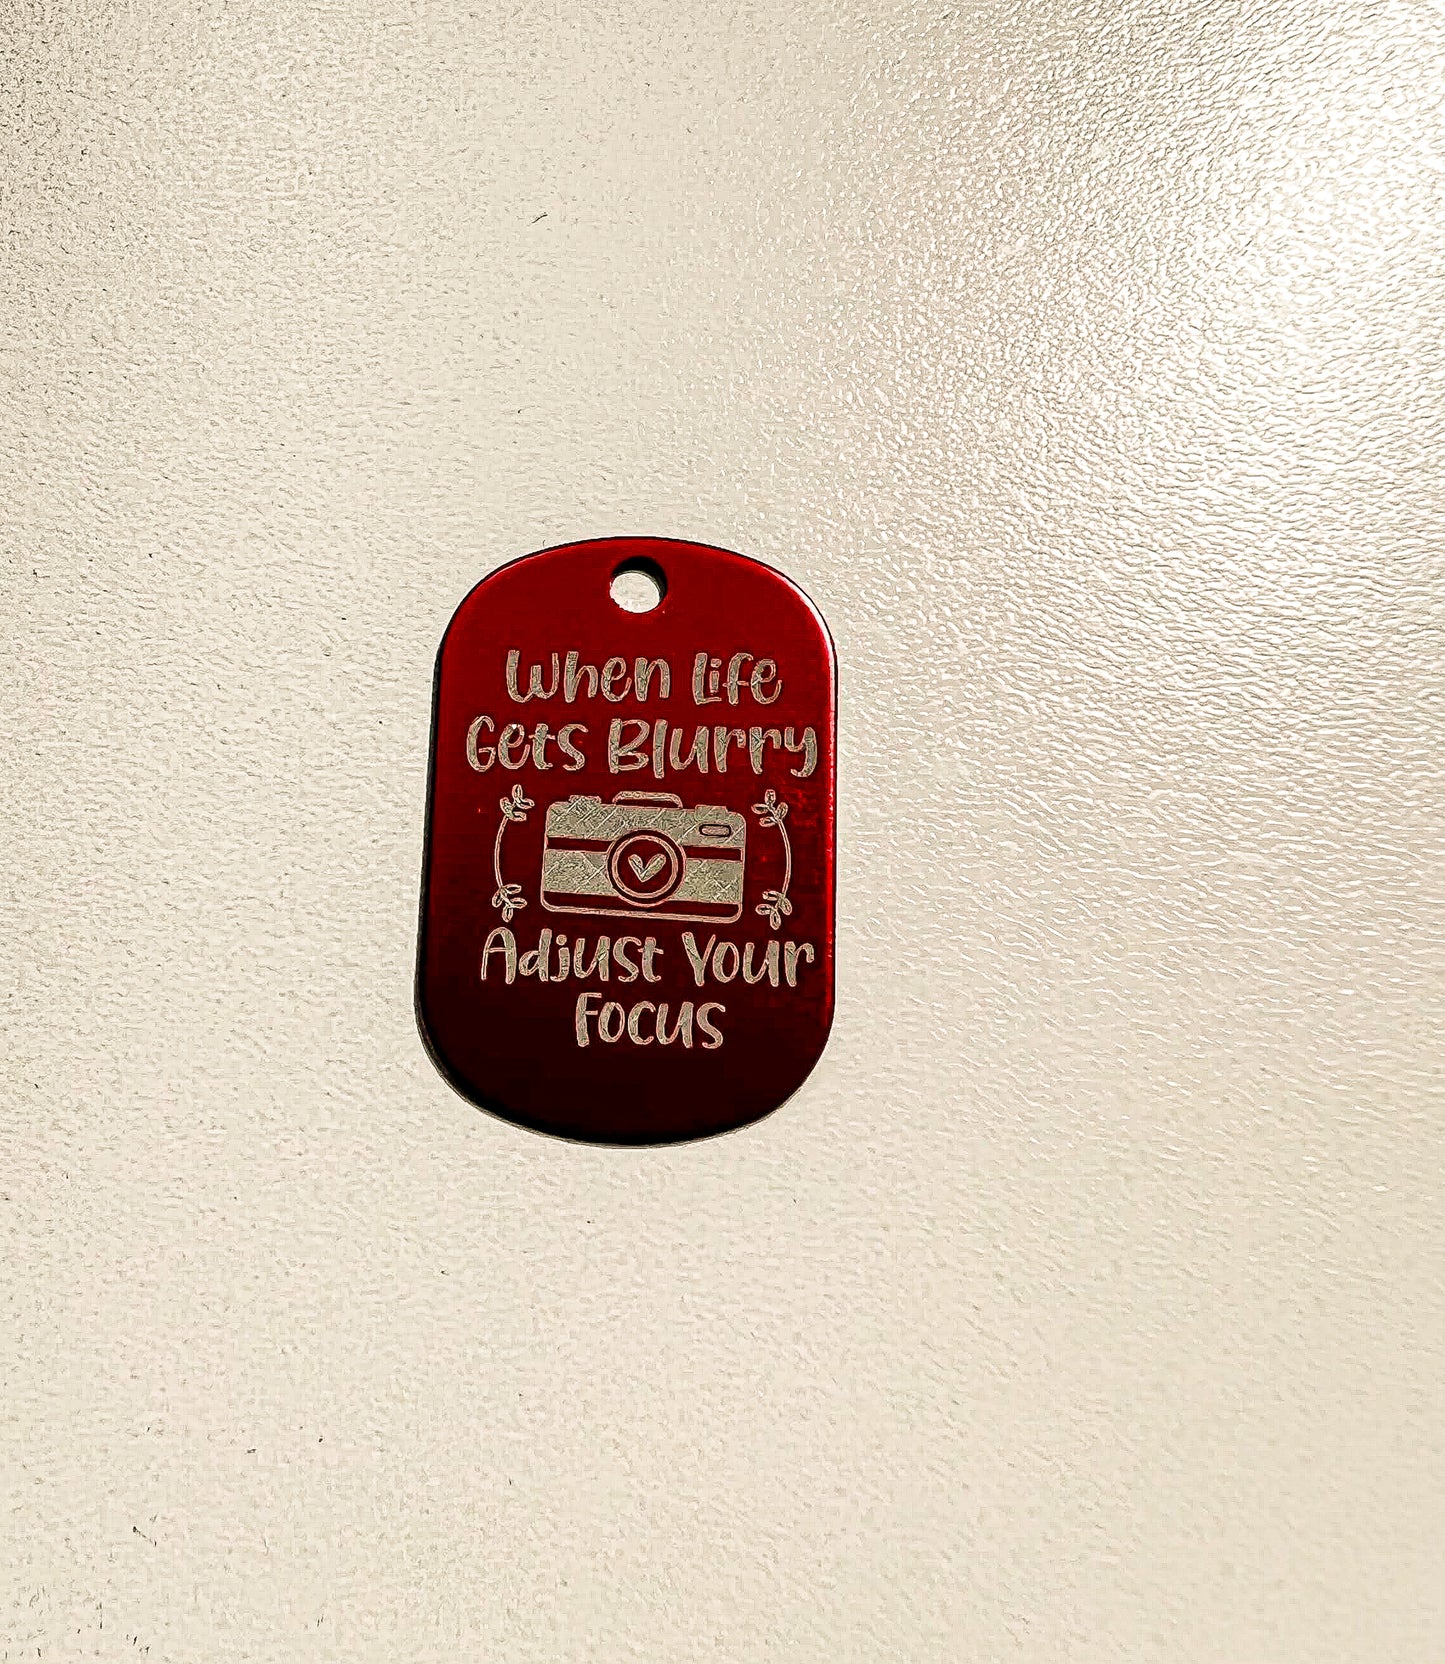 When Life
Gets Blurry
Adjust Your
Focus